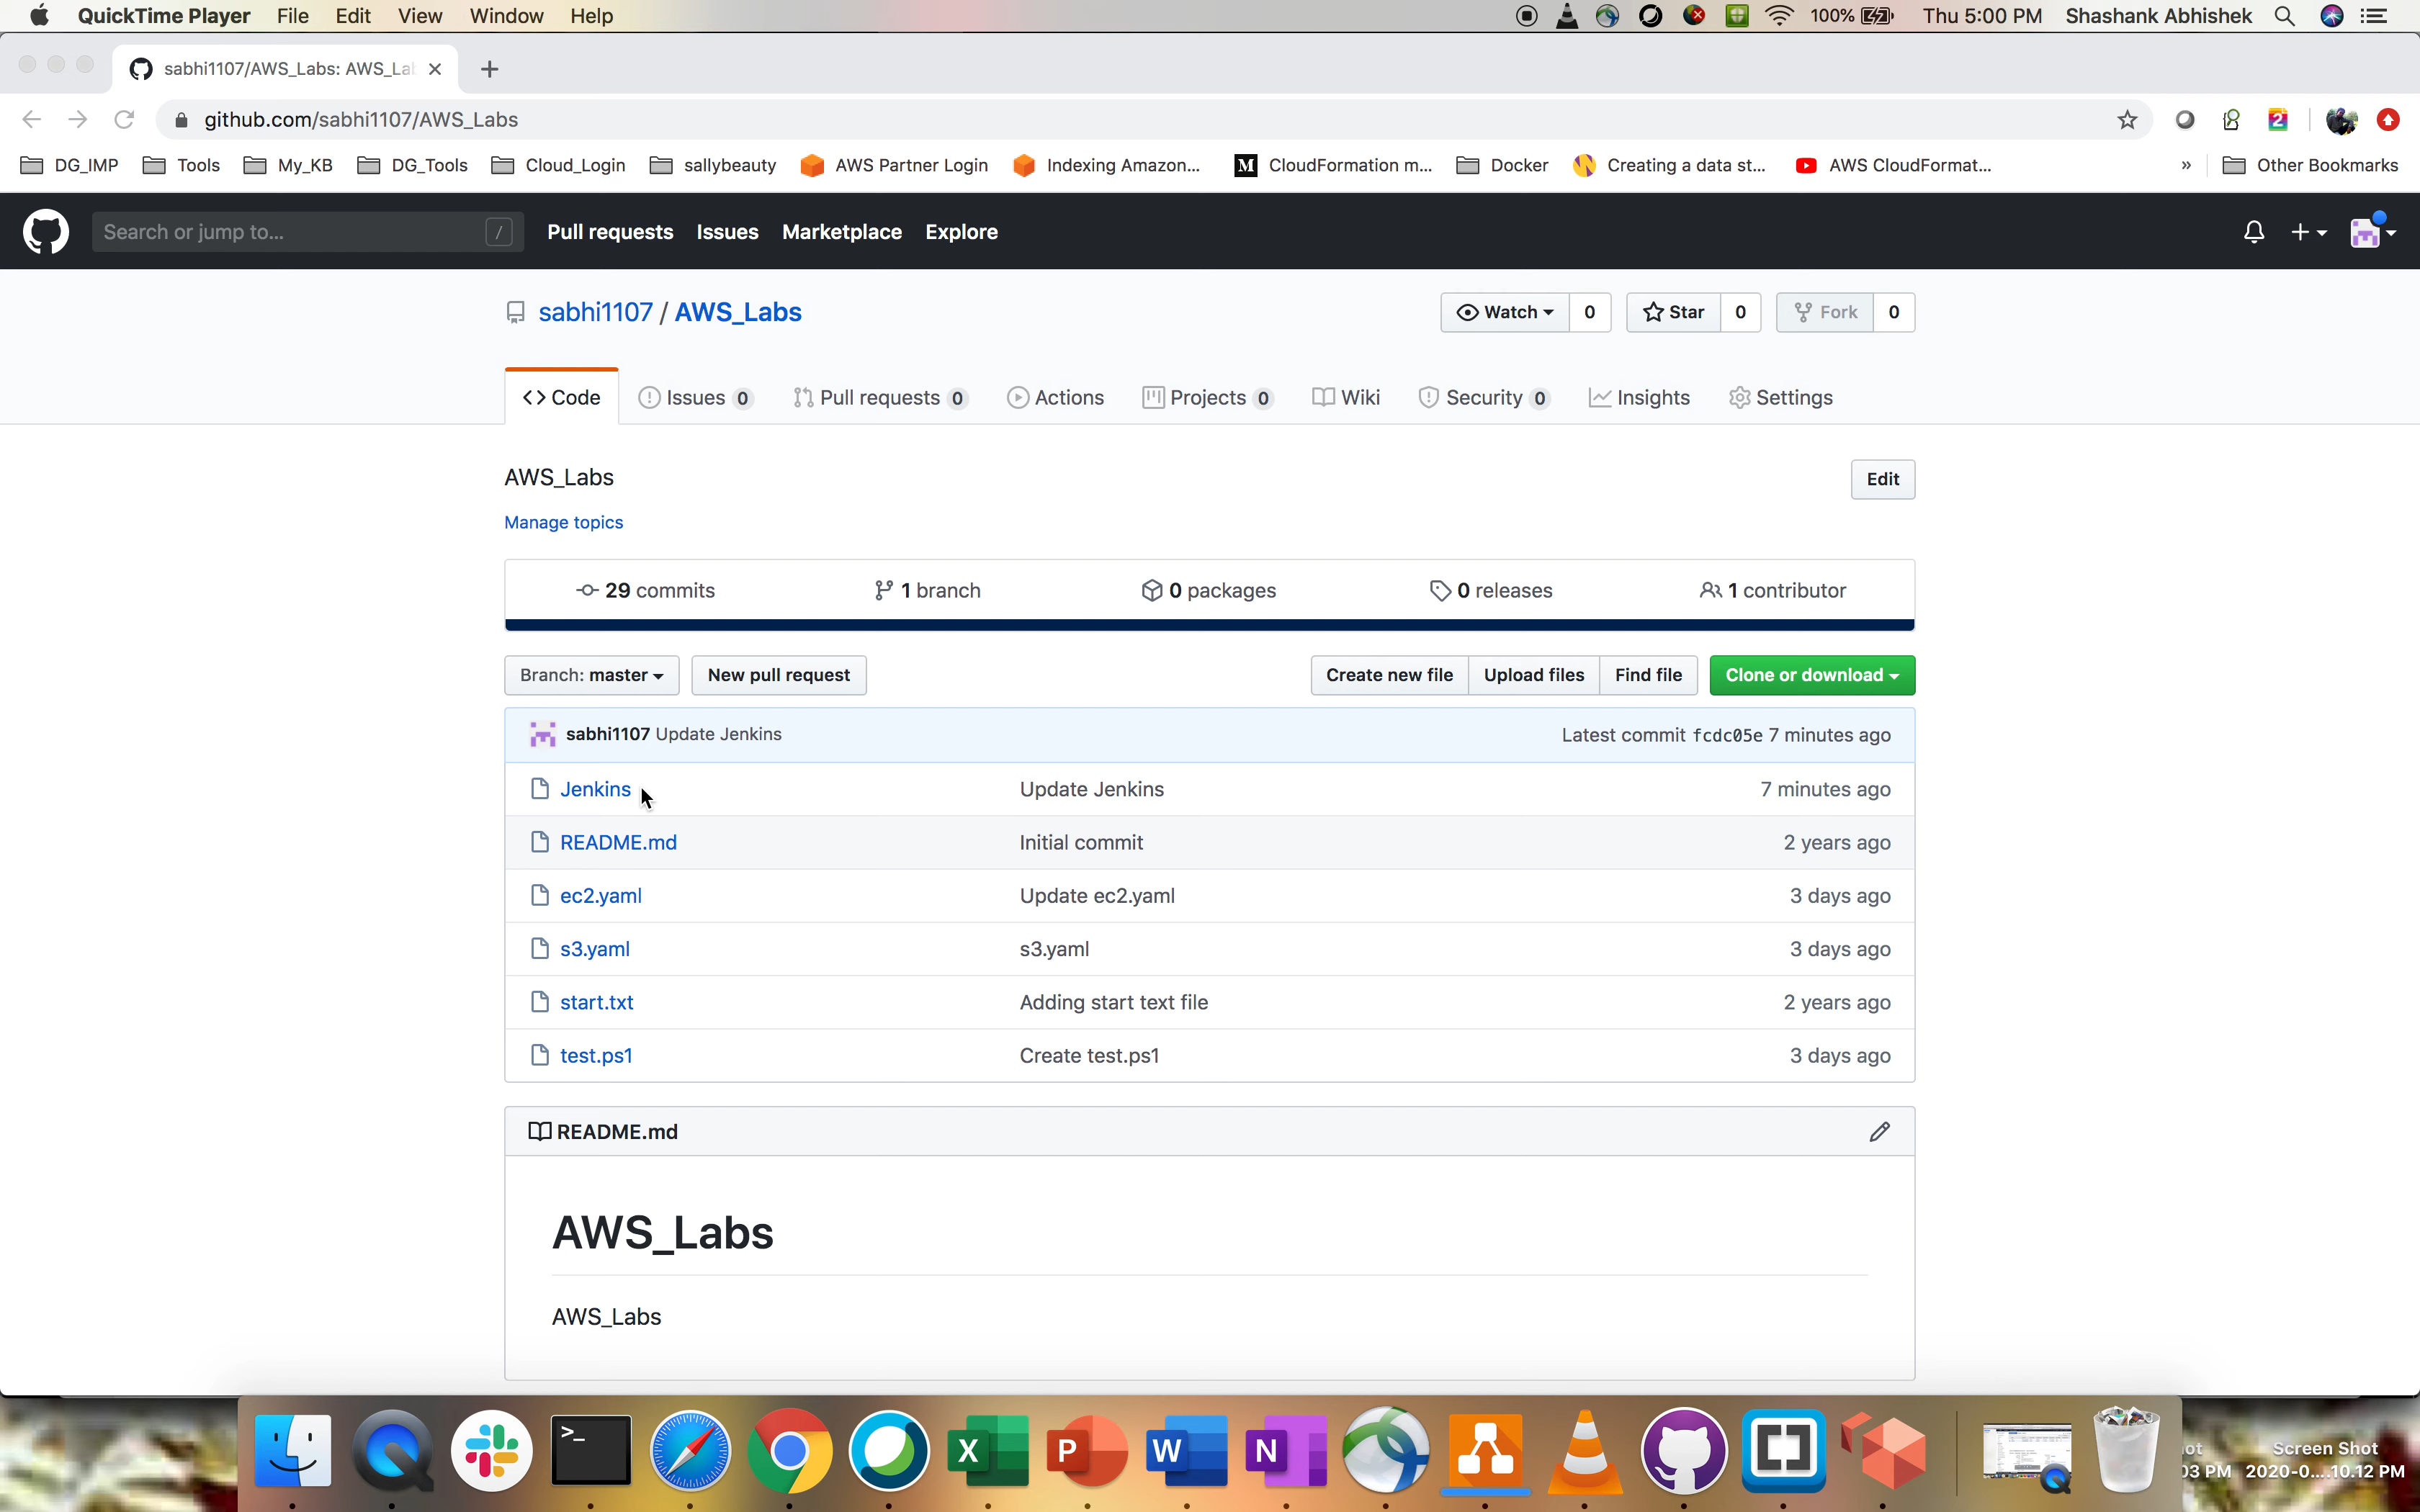 QuickTime Player File Edit View Window Help 100% Thu 5:00 PM Shashank Abhishek
sabhi1107/AWS_Labs: AWS_La
github.com/sabhi1107/AWS_Labs
DG_IMP Tools My_KB DG_Tools Cloud_Login sallybeauty AWS Partner Login Indexing Amazon... CloudFormation m... Docker Creating a data st... AWS CloudFormat... » Other Bookmarks
Search or jump to... / Pull requests Issues Marketplace Explore
sabhi1107 / AWS_Labs Watch 0 Star 0 Fork 0
Code Issues 0 Pull requests 0 Actions Projects 0 Wiki Security 0 Insights Settings
AWS_Labs Edit
Manage topics
29 commits 1 branch 0 packages 0 releases 1 contributor
Branch: master New pull request Create new file Upload files Find file Clone or download
sabhi1107 Update Jenkins Latest commit fcdc05e 7 minutes ago
Jenkins Update Jenkins 7 minutes ago
README.md Initial commit 2 years ago
ec2.yaml Update ec2.yaml 3 days ago
s3.yaml s3.yaml 3 days ago
start.txt Adding start text file 2 years ago
test.ps1 Create test.ps1 3 days ago
README.md
AWS_Labs
AWS_Labs
Screen Shot
03 PM 2020-0....10.12 PM